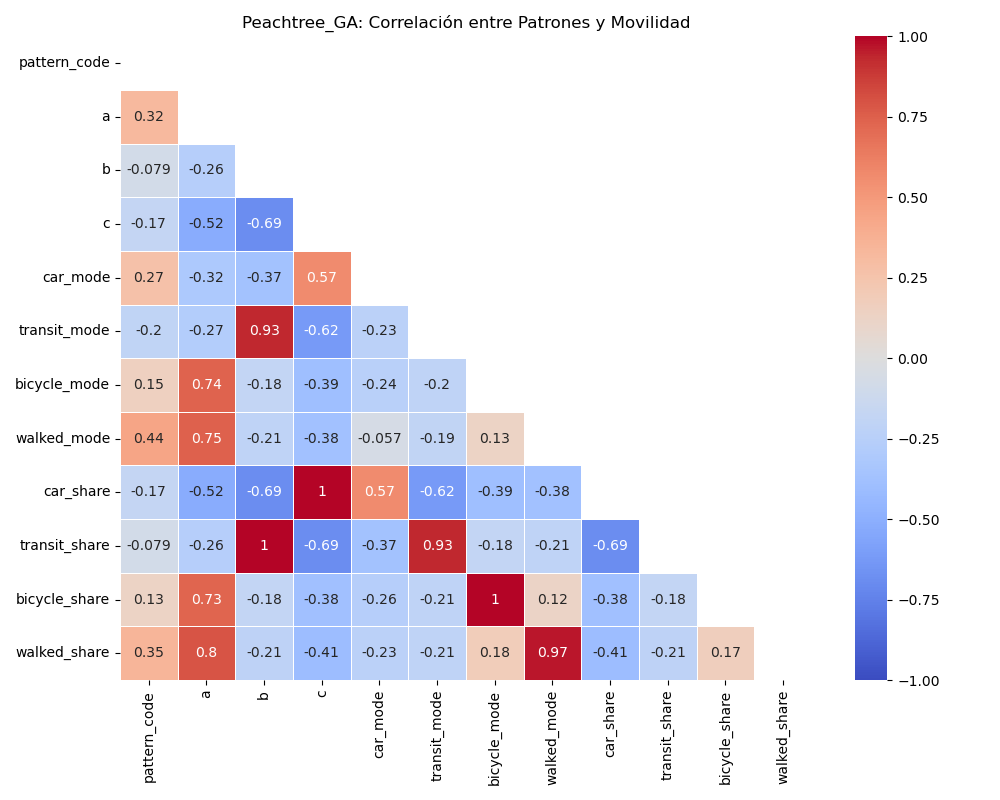 Peachtree_GA: Correlación entre Patrones y Movilidad
pattern_code
a 0.32
b -0.079 -0.26
c -0.17 -0.52 -0.69
car_mode 0.27 -0.32 -0.37 0.57
transit_mode -0.2 -0.27 0.93 -0.62 -0.23
bicycle_mode 0.15 0.74 -0.18 -0.39 -0.24 -0.2
walked_mode 0.44 0.75 -0.21 -0.38 -0.057 -0.19 0.13
car_share -0.17 -0.52 -0.69 1 0.57 -0.62 -0.39 -0.38
transit_share -0.079 -0.26 1 -0.69 -0.37 0.93 -0.18 -0.21 -0.69
bicycle_share 0.13 0.73 -0.18 -0.38 -0.26 -0.21 1 0.12 -0.38 -0.18
walked_share 0.35 0.8 -0.21 -0.41 -0.23 -0.21 0.18 0.97 -0.41 -0.21 0.17
pattern_code
a
b
c
car_mode
transit_mode
bicycle_mode
walked_mode
car_share
transit_share
bicycle_share
walked_share
1.00
0.75
0.50
0.25
0.00
−0.25
−0.50
−0.75
−1.00